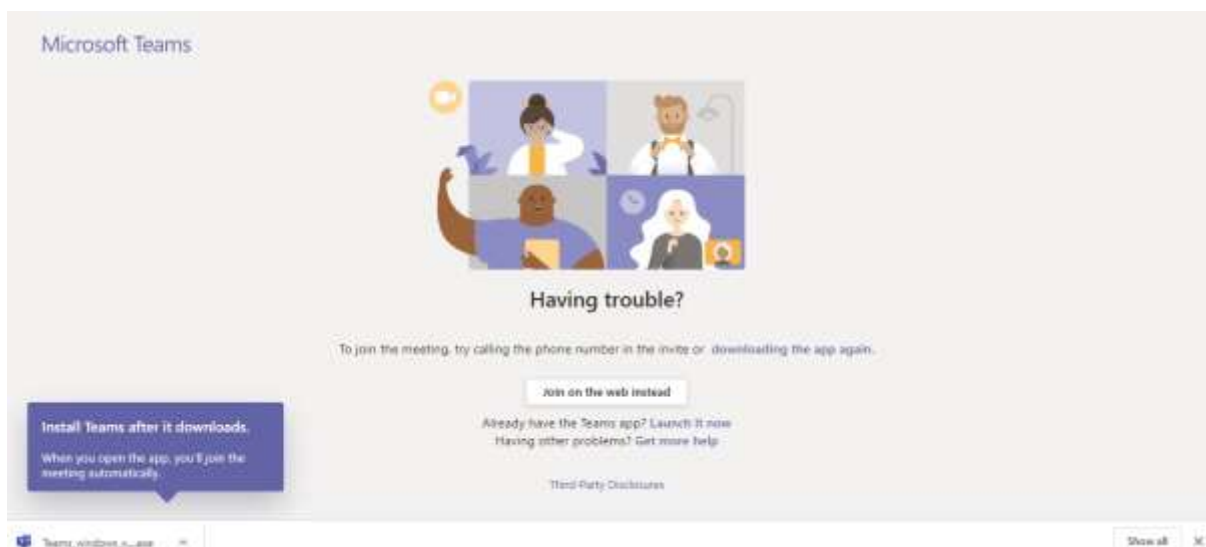 Microsoft Teams
Having trouble?
To join the meeting, try calling the phone number in the invite or downloading the app again.
Join on the web instead
Already have the Teams app? Launch it now
Having other problems? Get more help
Third-Party Disclosures
Install Teams after it downloads.
When you open the app, you'll join the
meeting automatically.
Teams_windows_x....exe
Show all